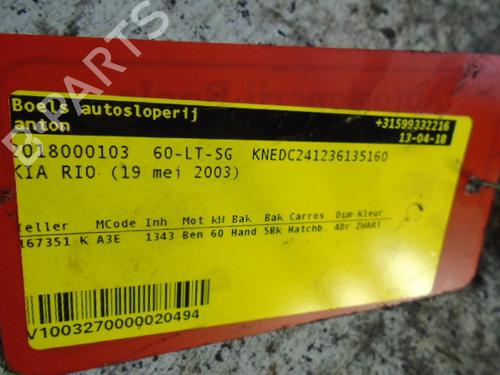 B-PARTS
Boels autosloperij
+31599332216
anton
13-04-18
2018000103 60-LT-SG KNEDC241236135160
KIA RIO (19 mei 2003)
Teller MCode Inh Mot kW Bak Bak Carros Dqm Kleur
167351 K A3E 1343 Ben 60 Hand 5Bk Hatchb. 4Dr ZWART
V1003270000020494